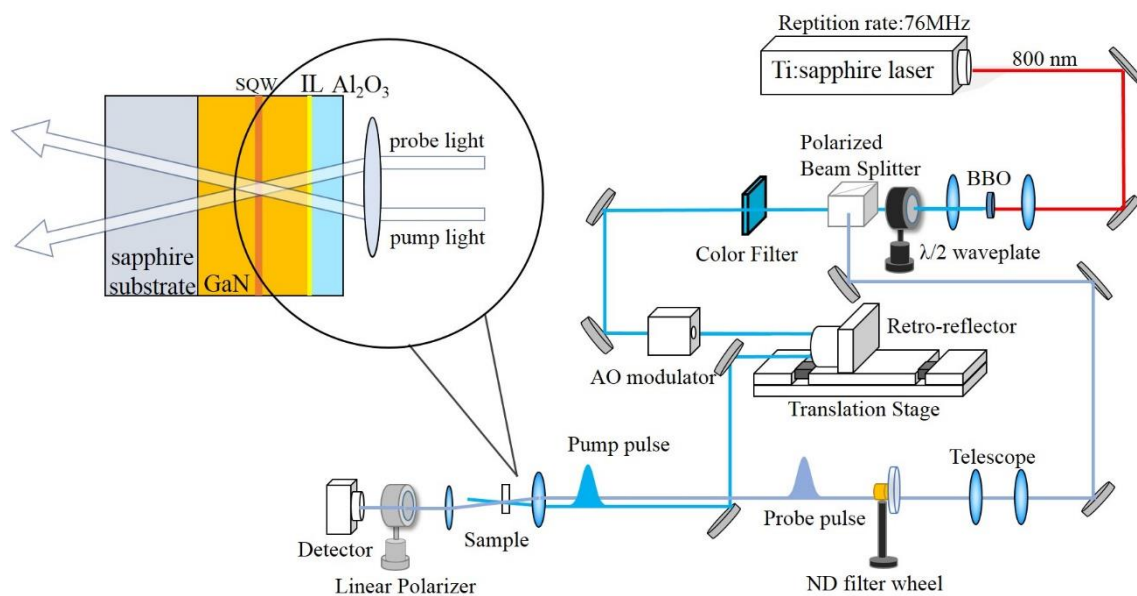 Reptition rate:76MHz
Ti:sapphire laser
800 nm
SQW IL Al₂O₃
probe light
pump light
sapphire
substrate
GaN
Polarized
Beam Splitter
BBO
Color Filter
λ/2 waveplate
Retro-reflector
AO modulator
Translation Stage
Pump pulse
Telescope
Probe pulse
Detector
Sample
Linear Polarizer
ND filter wheel